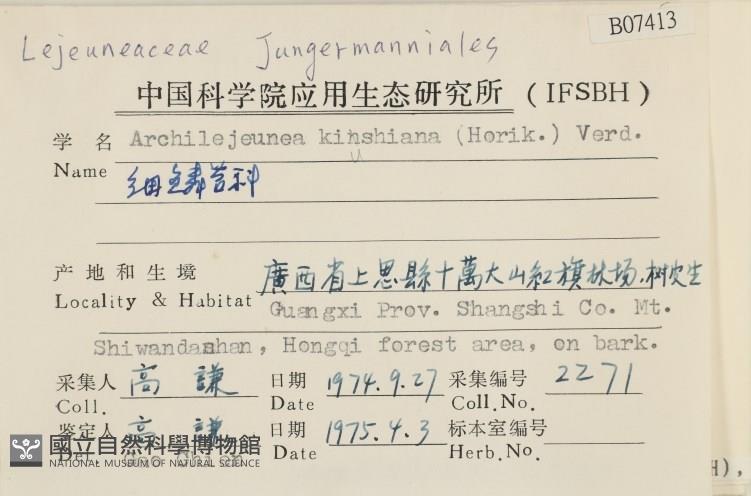 B07413
Lejeuneaceae Jungermanniales
中国科学院应用生态研究所 (IFSBH)
学 名 Archilejeunea kinshiana (Horik.) Verd.
u
Name 细鳞苔科
产地和生境 廣西省上思縣十萬大山紅旗林场.树皮生
Locality & Habitat Guangxi Prov. Shangshi Co. Mt.
Shiwandashan, Hongqi forest area, on bark.
采集人 高 謙 日期 1974.9.27 采集编号 2271
Coll. Date Coll.No.
鉴定人 高 謙 日期 1975.4.3 标本室编号
Det. Gao Chien Date Herb.No.
國立自然科學博物館
NATIONAL MUSEUM OF NATURAL SCIENCE
H),